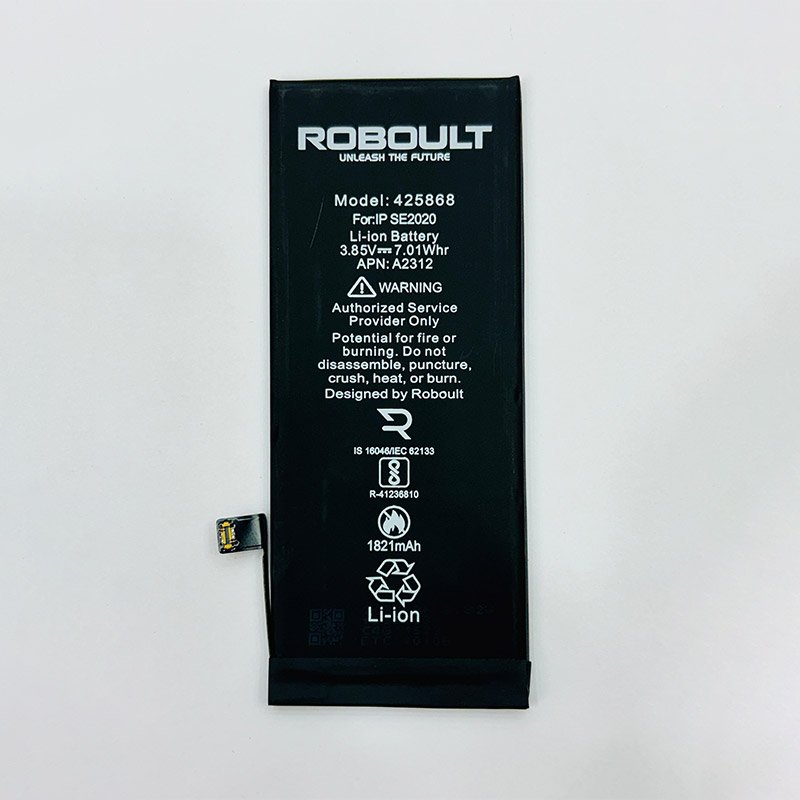 ROBOULT
UNLEASH THE FUTURE
Model: 425868
For:IP SE2020
Li-ion Battery
3.85V⎓7.01Whr
APN: A2312
WARNING
Authorized Service
Provider Only
Potential for fire or
burning. Do not
disassemble, puncture,
crush, heat, or burn.
Designed by Roboult
IS 16046/IEC 62133
R-41236810
1821mAh
Li-ion